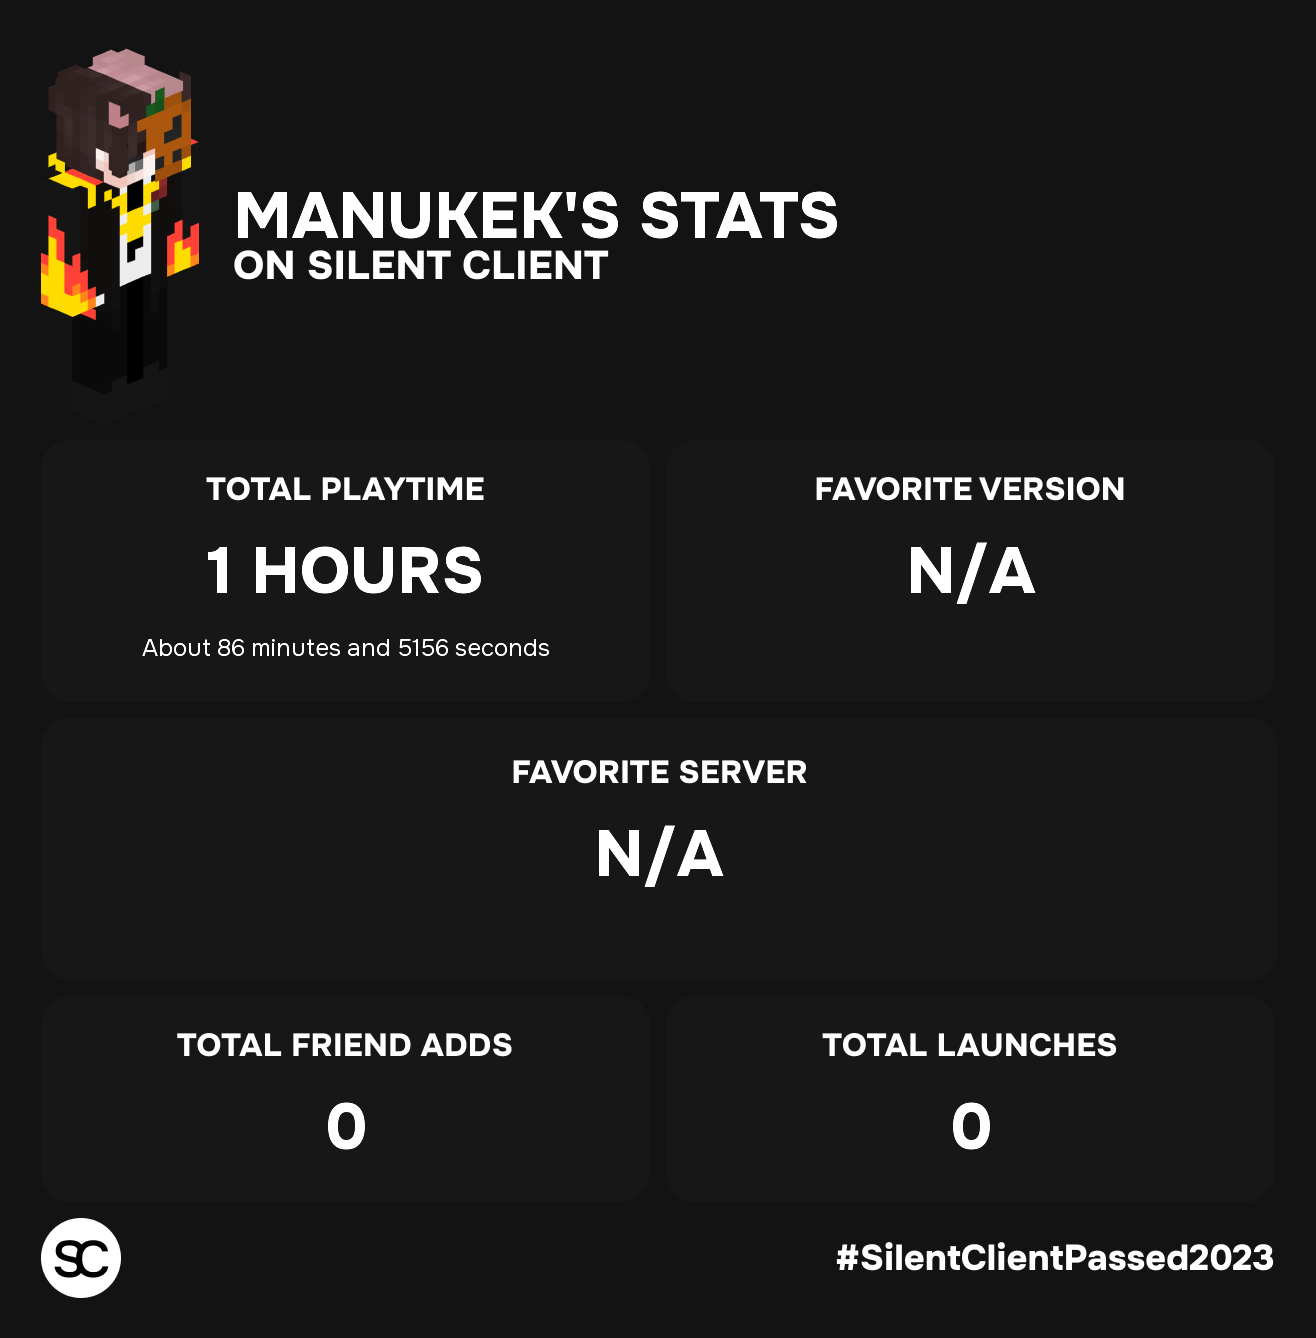 MANUKEK'S STATS
ON SILENT CLIENT
TOTAL PLAYTIME
1 HOURS
About 86 minutes and 5156 seconds
FAVORITE VERSION
N/A
FAVORITE SERVER
N/A
TOTAL FRIEND ADDS
0
TOTAL LAUNCHES
0
SC
#SilentClientPassed2023